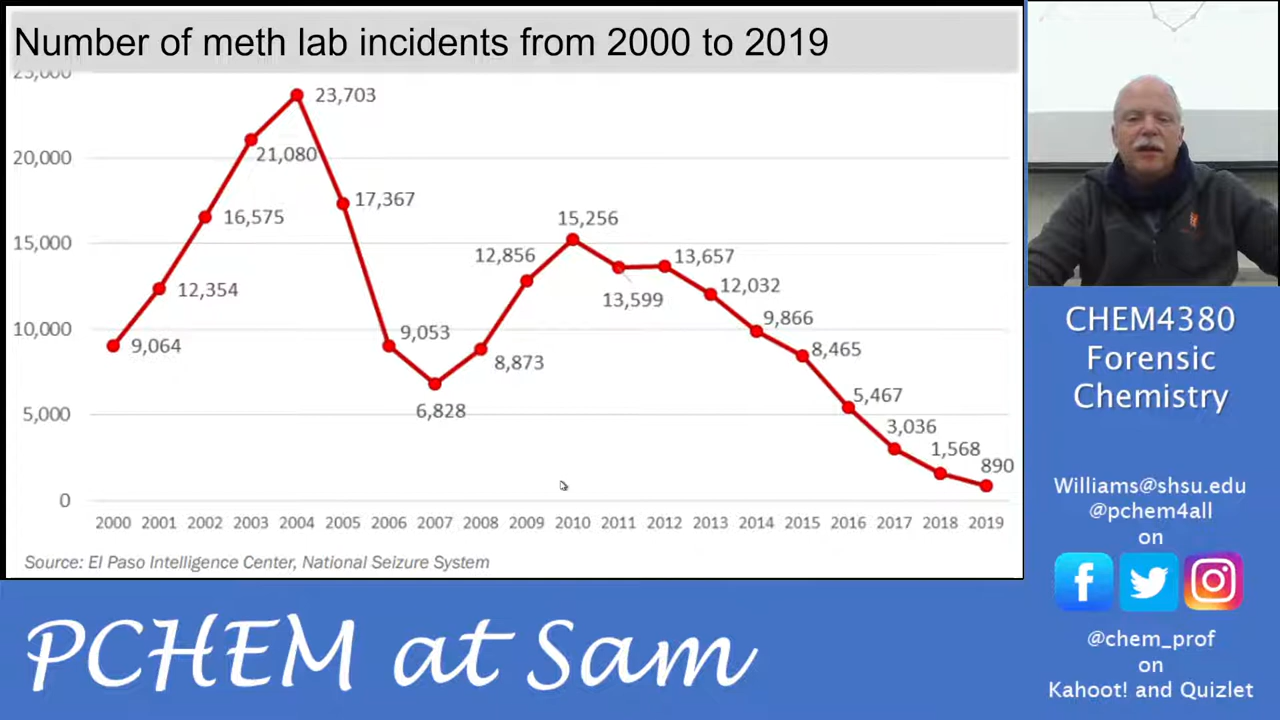 Number of meth lab incidents from 2000 to 2019
25,000
23,703
20,000
21,080
17,367
16,575
15,000
15,256
12,856
13,657
12,032
12,354
13,599
10,000
9,866
9,053
9,064
8,873
8,465
6,828
5,467
5,000
3,036
1,568
890
0
2000 2001 2002 2003 2004 2005 2006 2007 2008 2009 2010 2011 2012 2013 2014 2015 2016 2017 2018 2019
Source: El Paso Intelligence Center, National Seizure System
CHEM4380
Forensic
Chemistry
Williams@shsu.edu
@pchem4all
on
@chem_prof
on
Kahoot! and Quizlet
PCHEM at Sam